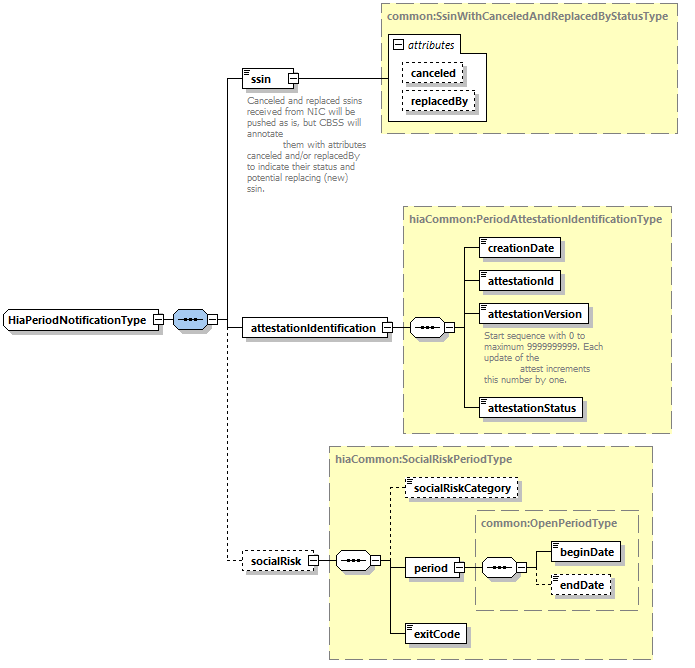 common:SsinWithCanceledAndReplacedByStatusType
attributes
canceled
replacedBy
ssin
Canceled and replaced ssins
received from NIC will be
pushed as is, but CBSS will
annotate
them with attributes
canceled and/or replacedBy
to indicate their status and
potential replacing (new)
ssin.
HiaPeriodNotificationType
hiaCommon:PeriodAttestationIdentificationType
creationDate
attestationId
attestationVersion
Start sequence with 0 to
maximum 9999999999. Each
update of the
attest increments
this number by one.
attestationStatus
attestationIdentification
hiaCommon:SocialRiskPeriodType
socialRiskCategory
common:OpenPeriodType
beginDate
endDate
period
socialRisk
exitCode